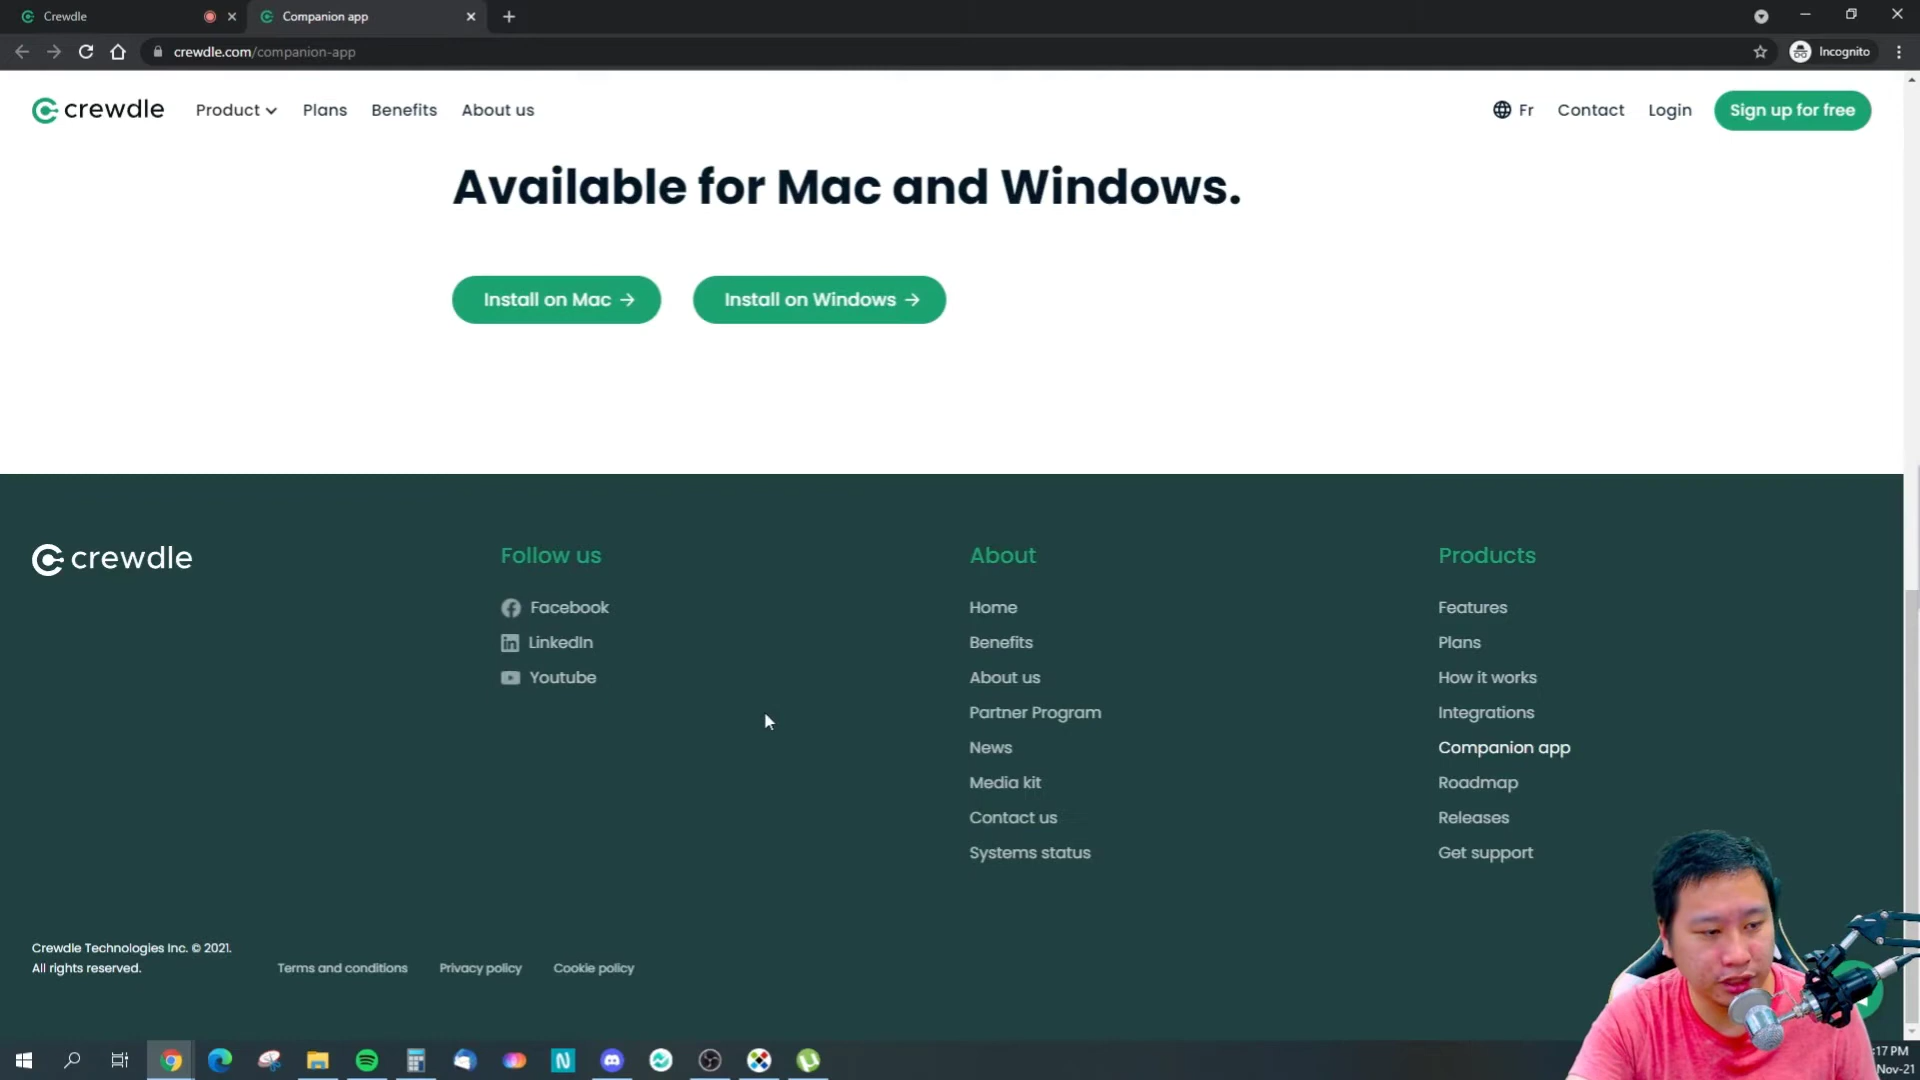 Crewdle
Companion app
crewdle.com/companion-app
Incognito
crewdle
Product
Plans
Benefits
About us
Fr
Contact
Login
Sign up for free
Available for Mac and Windows.
Install on Mac →
Install on Windows →
crewdle
Follow us
Facebook
LinkedIn
Youtube
About
Home
Benefits
About us
Partner Program
News
Media kit
Contact us
Systems status
Products
Features
Plans
How it works
Integrations
Companion app
Roadmap
Releases
Get support
Crewdle Technologies Inc. © 2021.
All rights reserved.
Terms and conditions
Privacy policy
Cookie policy
:17 PM
Nov-21